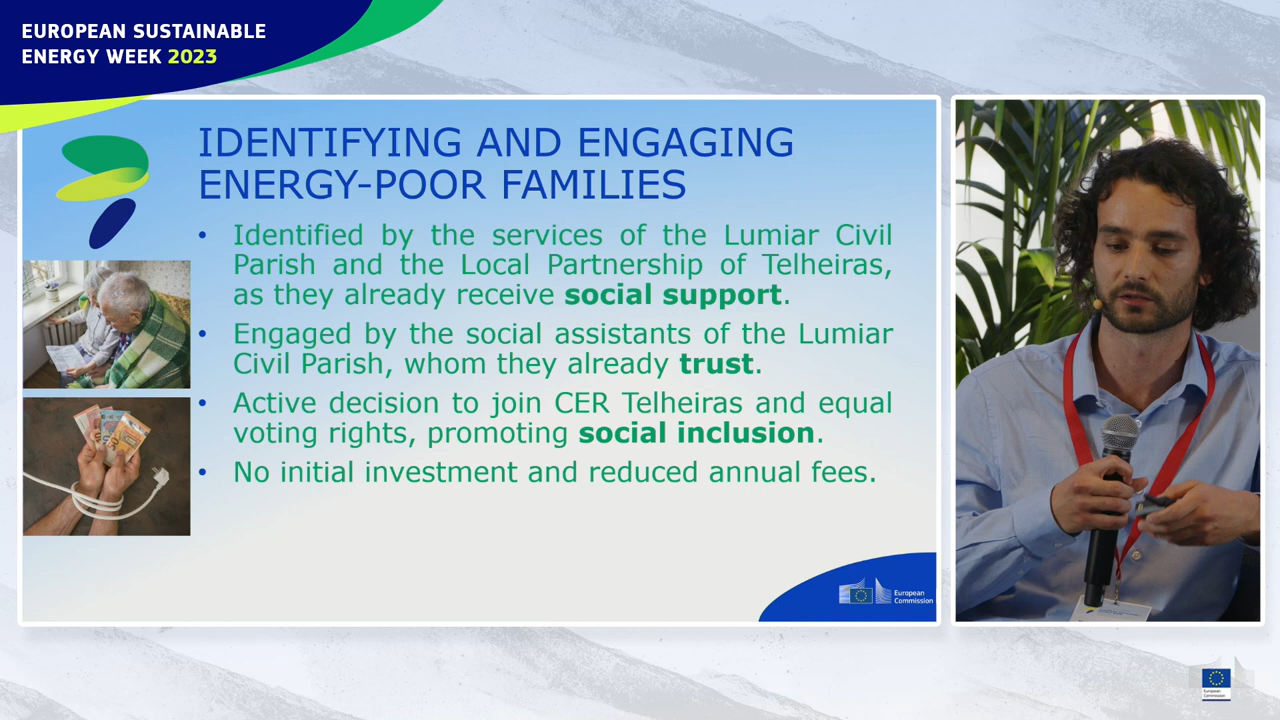 EUROPEAN SUSTAINABLE
ENERGY WEEK 2023
IDENTIFYING AND ENGAGING
ENERGY-POOR FAMILIES
• Identified by the services of the Lumiar Civil
Parish and the Local Partnership of Telheiras,
as they already receive social support.
• Engaged by the social assistants of the Lumiar
Civil Parish, whom they already trust.
• Active decision to join CER Telheiras and equal
voting rights, promoting social inclusion.
• No initial investment and reduced annual fees.
European
Commission
European
Commission